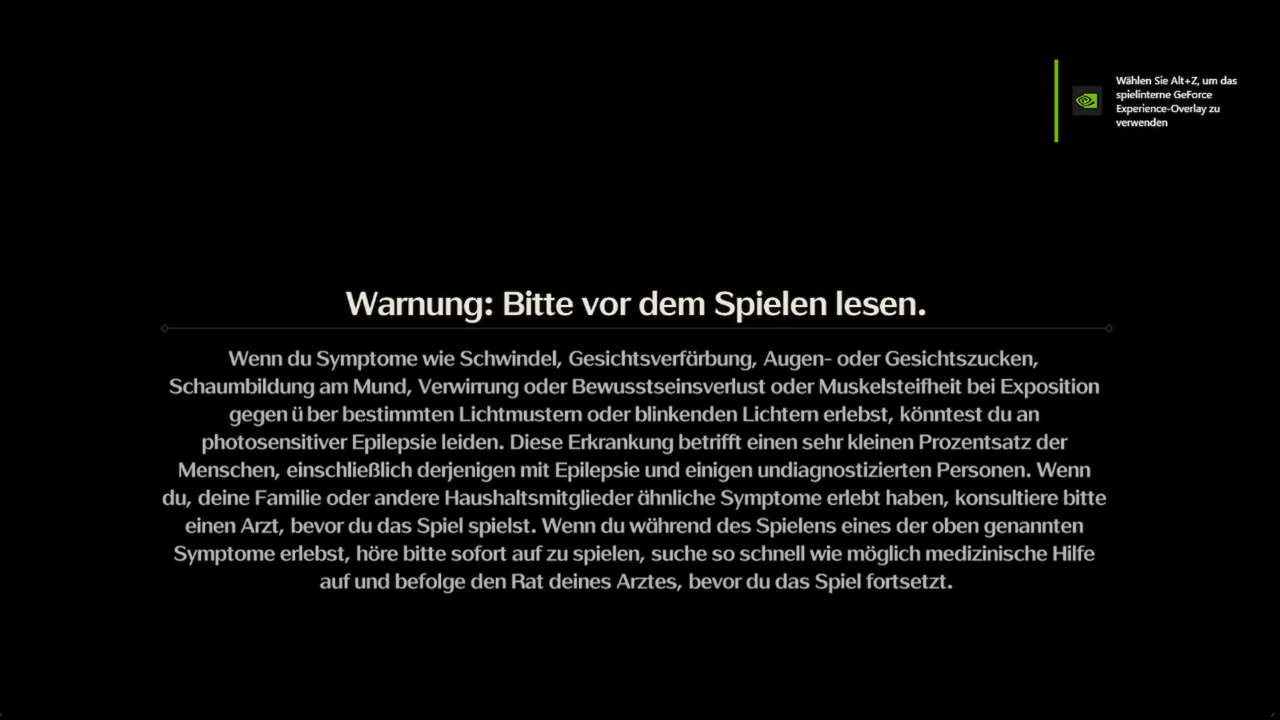 Wählen Sie Alt+Z, um das
spielinterne GeForce
Experience-Overlay zu
verwenden
Warnung: Bitte vor dem Spielen lesen.
Wenn du Symptome wie Schwindel, Gesichtsverfärbung, Augen- oder Gesichtszucken,
Schaumbildung am Mund, Verwirrung oder Bewusstseinsverlust oder Muskelsteifheit bei Exposition
gegen ü ber bestimmten Lichtmustern oder blinkenden Lichtern erlebst, könntest du an
photosensitiver Epilepsie leiden. Diese Erkrankung betrifft einen sehr kleinen Prozentsatz der
Menschen, einschließlich derjenigen mit Epilepsie und einigen undiagnostizierten Personen. Wenn
du, deine Familie oder andere Haushaltsmitglieder ähnliche Symptome erlebt haben, konsultiere bitte
einen Arzt, bevor du das Spiel spielst. Wenn du während des Spielens eines der oben genannten
Symptome erlebst, höre bitte sofort auf zu spielen, suche so schnell wie möglich medizinische Hilfe
auf und befolge den Rat deines Arztes, bevor du das Spiel fortsetzt.